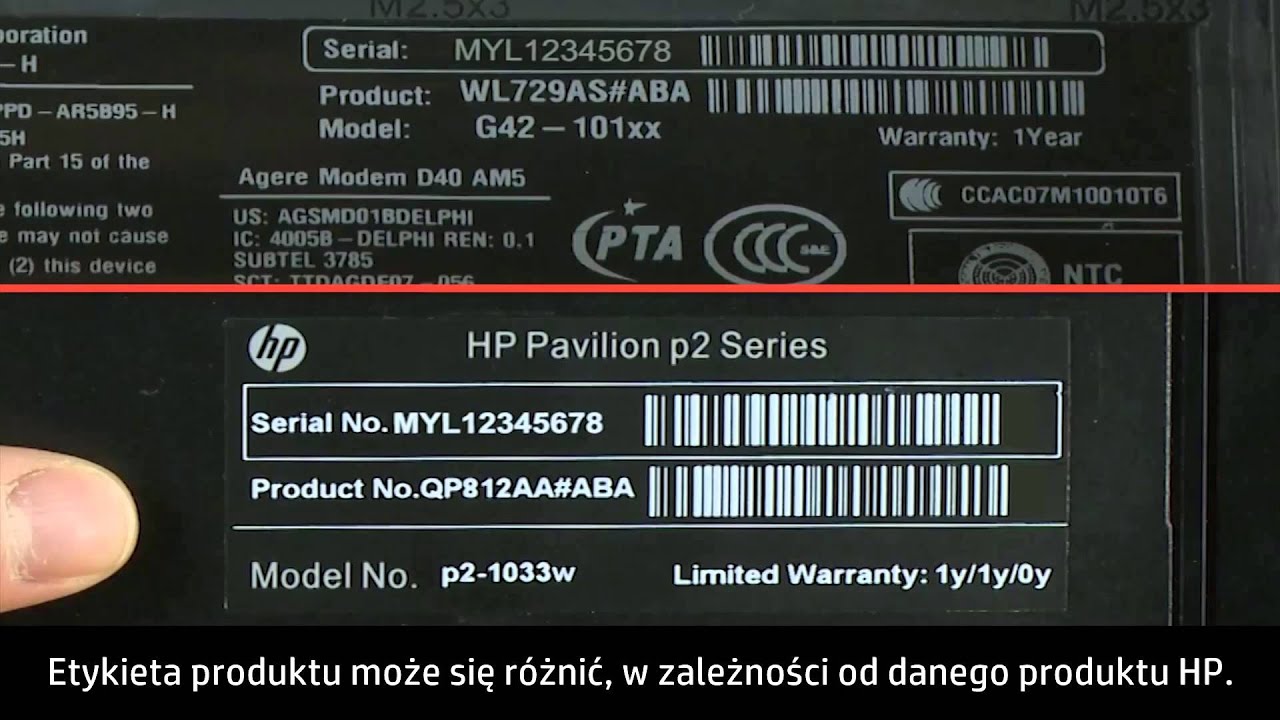 M2.5x3 M2.5x3
poration
– H
PPD – AR5B95 – H
5H
Part 15 of the
e following two
e may not cause
(2) this device
Serial: MYL12345678
Product: WL729AS#ABA
Model: G42 – 101xx
Warranty: 1Year
Agere Modem D40 AM5
US: AGSMD01BDELPHI
IC: 4005B – DELPHI REN: 0.1
SUBTEL 3785
SCT: TTDAGDE07 – 056
PTA
CCC S&E
CCAC07M10010T6
NTC
hp
HP Pavilion p2 Series
Serial No. MYL12345678
Product No. QP812AA#ABA
Model No. p2-1033w
Limited Warranty: 1y/1y/0y
Etykieta produktu może się różnić, w zależności od danego produktu HP.